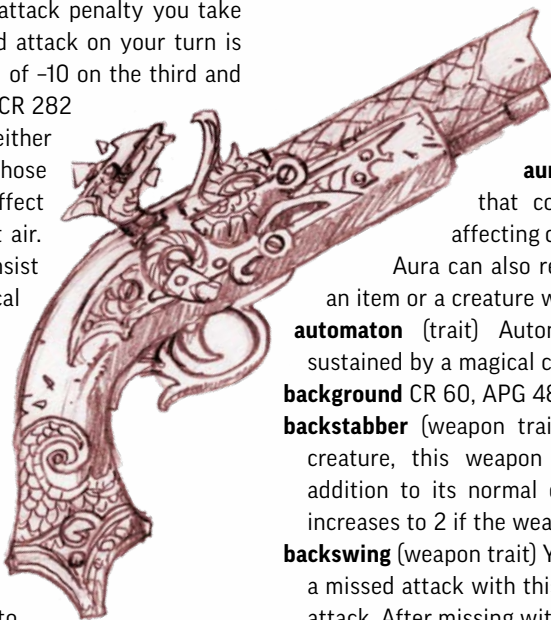 attack penalty you take
attack on your turn is
of –10 on the third and
CR 282
either
hose
ffect
t air.
nsist
cal
to
aur
that co
affecting
Aura can also re
an item or a creature w
automaton (trait) Autom
sustained by a magical c
background CR 60, APG 48
backstabber (weapon trai
creature, this weapon
addition to its normal
increases to 2 if the wea
backswing (weapon trait) Y
a missed attack with thi
attack. After missing wit